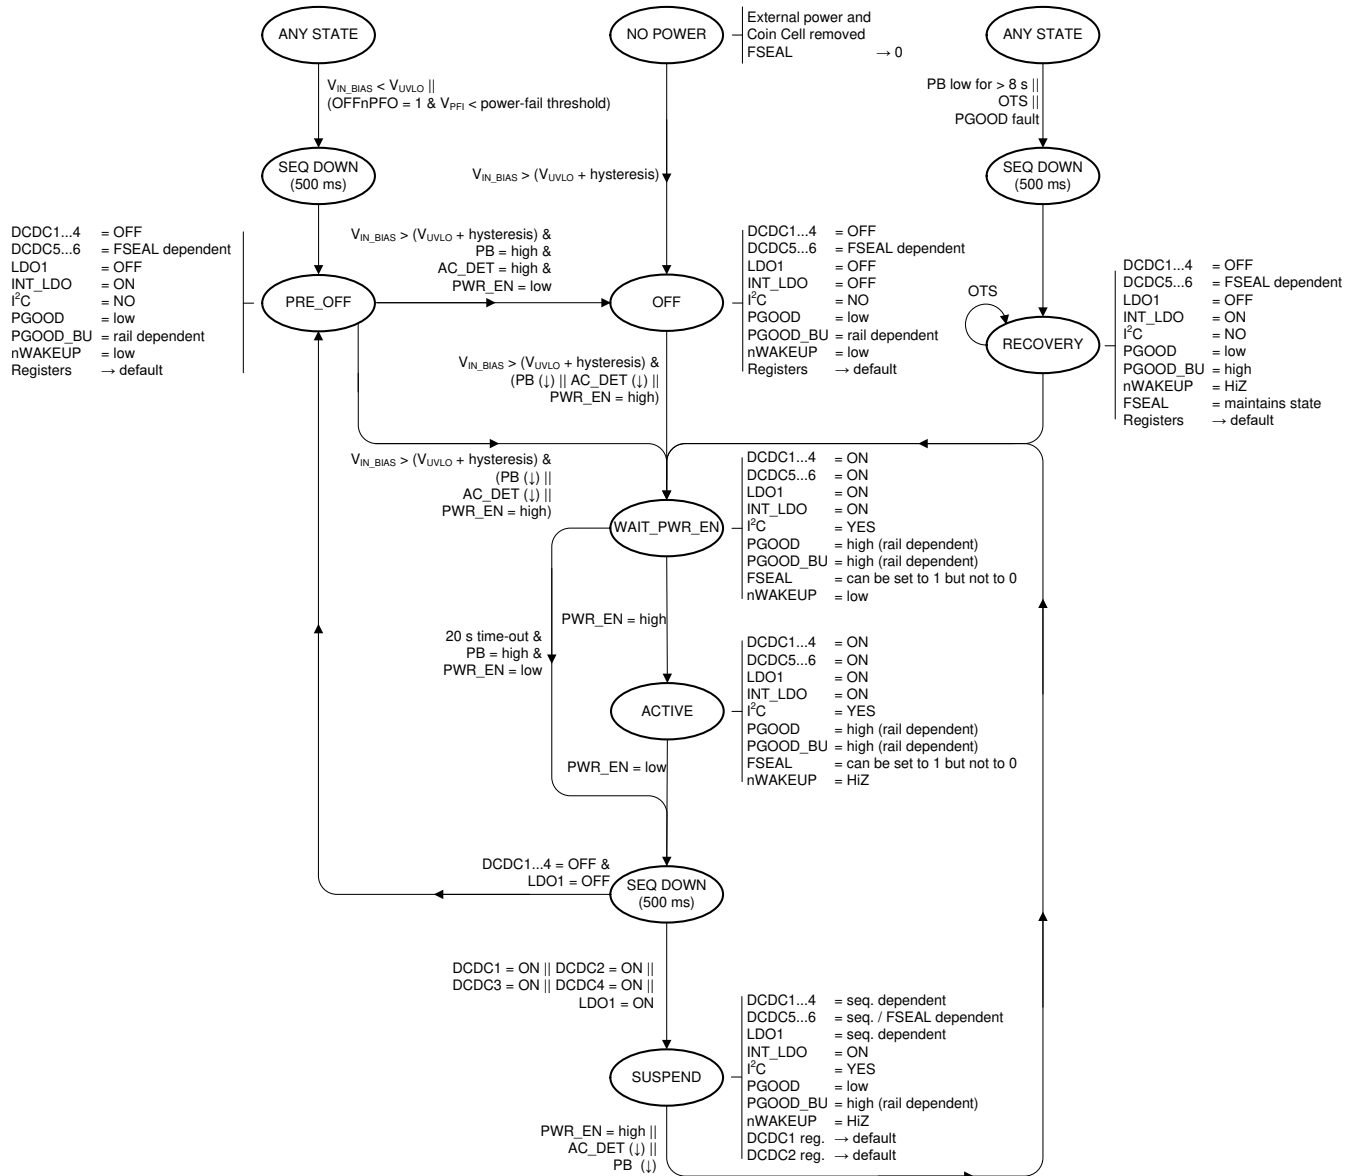 ANY STATE
NO POWER
External power and
Coin Cell removed
FSEAL → 0
ANY STATE
V_IN_BIAS < V_UVLO ||
(OFFnPFO = 1 & V_PFI < power-fail threshold)
PB low for > 8 s ||
OTS ||
PGOOD fault
SEQ DOWN
(500 ms)
V_IN_BIAS > (V_UVLO + hysteresis)
SEQ DOWN
(500 ms)
DCDC1...4 = OFF
DCDC5...6 = FSEAL dependent
LDO1 = OFF
INT_LDO = ON
I²C = NO
PGOOD = low
PGOOD_BU = rail dependent
nWAKEUP = low
Registers → default
PRE_OFF
V_IN_BIAS > (V_UVLO + hysteresis) &
PB = high &
AC_DET = high &
PWR_EN = low
OFF
DCDC1...4 = OFF
DCDC5...6 = FSEAL dependent
LDO1 = OFF
INT_LDO = OFF
I²C = NO
PGOOD = low
PGOOD_BU = rail dependent
nWAKEUP = low
Registers → default
OTS
RECOVERY
DCDC1...4 = OFF
DCDC5...6 = FSEAL dependent
LDO1 = OFF
INT_LDO = ON
I²C = NO
PGOOD = low
PGOOD_BU = high
nWAKEUP = HiZ
FSEAL = maintains state
Registers → default
V_IN_BIAS > (V_UVLO + hysteresis) &
(PB (↓) || AC_DET (↓) ||
PWR_EN = high)
V_IN_BIAS > (V_UVLO + hysteresis) &
(PB (↓) ||
AC_DET (↓) ||
PWR_EN = high)
WAIT_PWR_EN
DCDC1...4 = ON
DCDC5...6 = ON
LDO1 = ON
INT_LDO = ON
I²C = YES
PGOOD = high (rail dependent)
PGOOD_BU = high (rail dependent)
FSEAL = can be set to 1 but not to 0
nWAKEUP = low
PWR_EN = high
20 s time-out &
PB = high &
PWR_EN = low
ACTIVE
DCDC1...4 = ON
DCDC5...6 = ON
LDO1 = ON
INT_LDO = ON
I²C = YES
PGOOD = high (rail dependent)
PGOOD_BU = high (rail dependent)
FSEAL = can be set to 1 but not to 0
nWAKEUP = HiZ
PWR_EN = low
DCDC1...4 = OFF &
LDO1 = OFF
SEQ DOWN
(500 ms)
DCDC1 = ON || DCDC2 = ON ||
DCDC3 = ON || DCDC4 = ON ||
LDO1 = ON
SUSPEND
DCDC1...4 = seq. dependent
DCDC5...6 = seq. / FSEAL dependent
LDO1 = seq. dependent
INT_LDO = ON
I²C = YES
PGOOD = low
PGOOD_BU = high (rail dependent)
nWAKEUP = HiZ
DCDC1 reg. → default
DCDC2 reg. → default
PWR_EN = high ||
AC_DET (↓) ||
PB (↓)